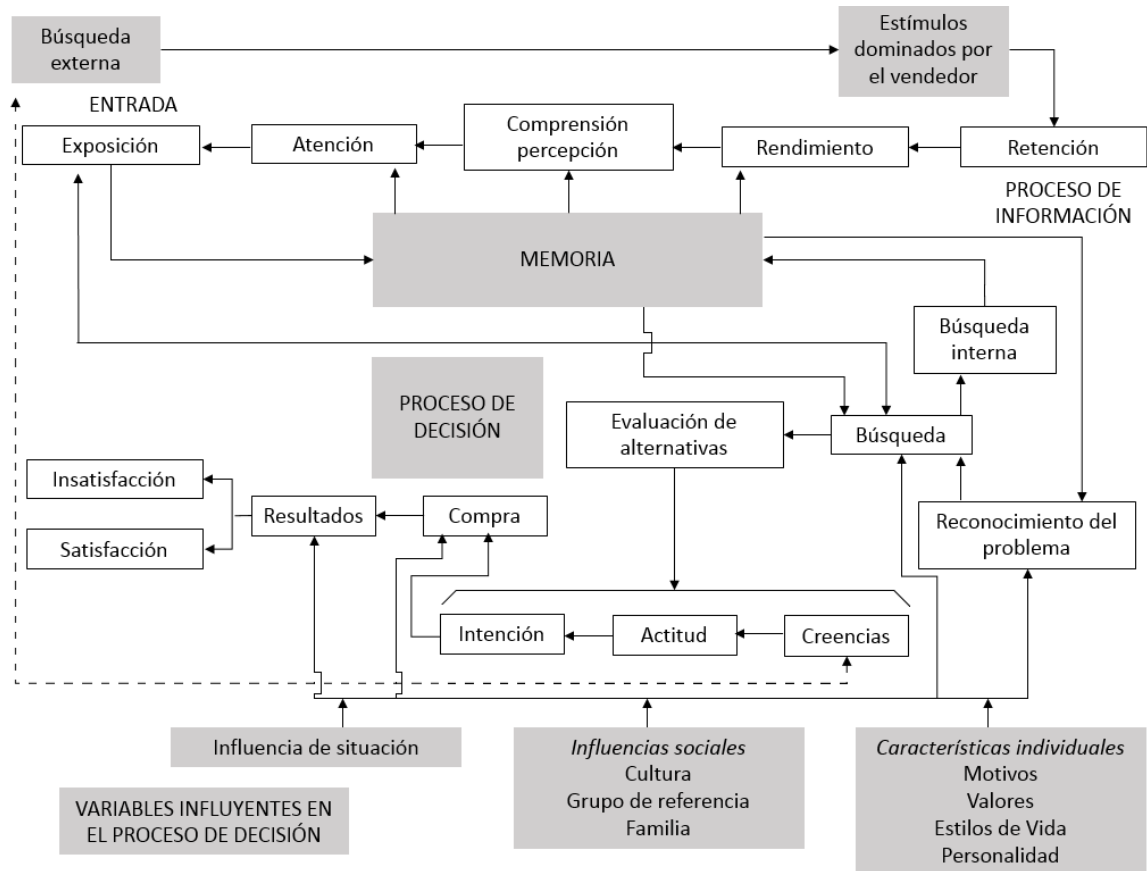 Búsqueda
externa
Estímulos
dominados por
el vendedor
ENTRADA
Exposición
Atención
Comprensión
percepción
Rendimiento
Retención
PROCESO DE
INFORMACIÓN
MEMORIA
Búsqueda
interna
PROCESO DE
DECISIÓN
Evaluación de
alternativas
Búsqueda
Insatisfacción
Satisfacción
Resultados
Compra
Reconocimiento del
problema
Intención
Actitud
Creencias
Influencia de situación
Influencias sociales
Cultura
Grupo de referencia
Familia
Características individuales
Motivos
Valores
Estilos de Vida
Personalidad
VARIABLES INFLUYENTES EN
EL PROCESO DE DECISIÓN